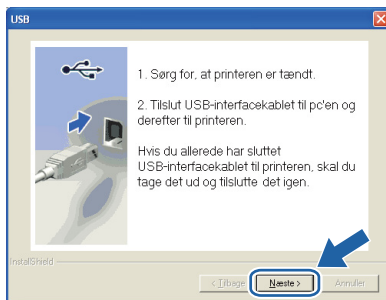 USB
1. Sørg for, at printeren er tændt.
2. Tilslut USB-interfacekablet til pc'en og
derefter til printeren.
Hvis du allerede har sluttet
USB-interfacekablet til printeren, skal du
tage det ud og tilslutte det igen.
InstallShield
< Tilbage
Næste >
Annuller